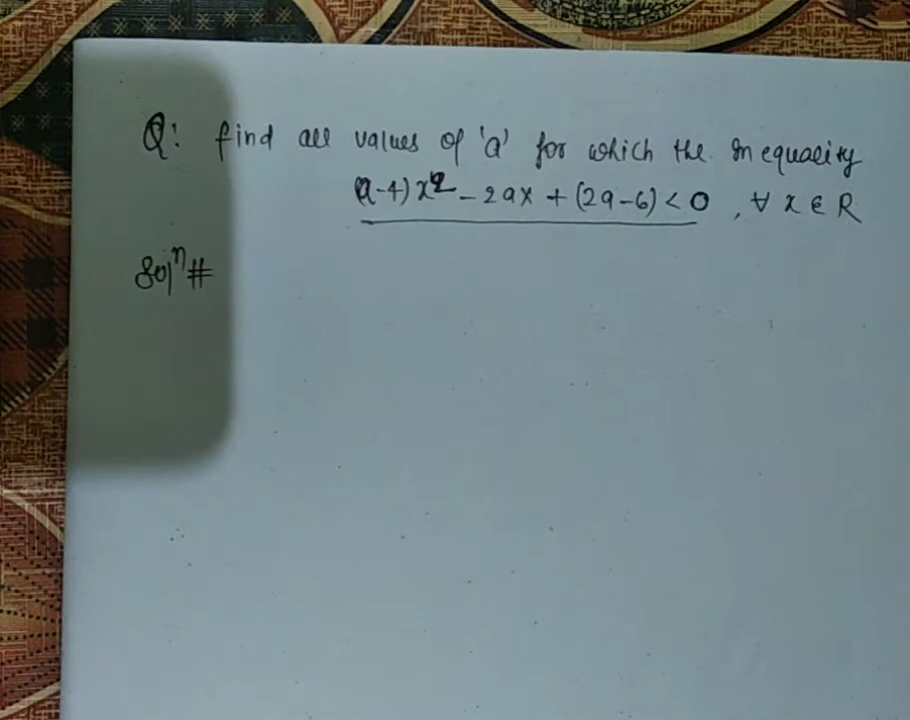 Q: find all values of 'a' for which the Inequality
(a-4)x² - 2ax + (2a-6) < 0 , ∀ x ∈ R
Solⁿ #